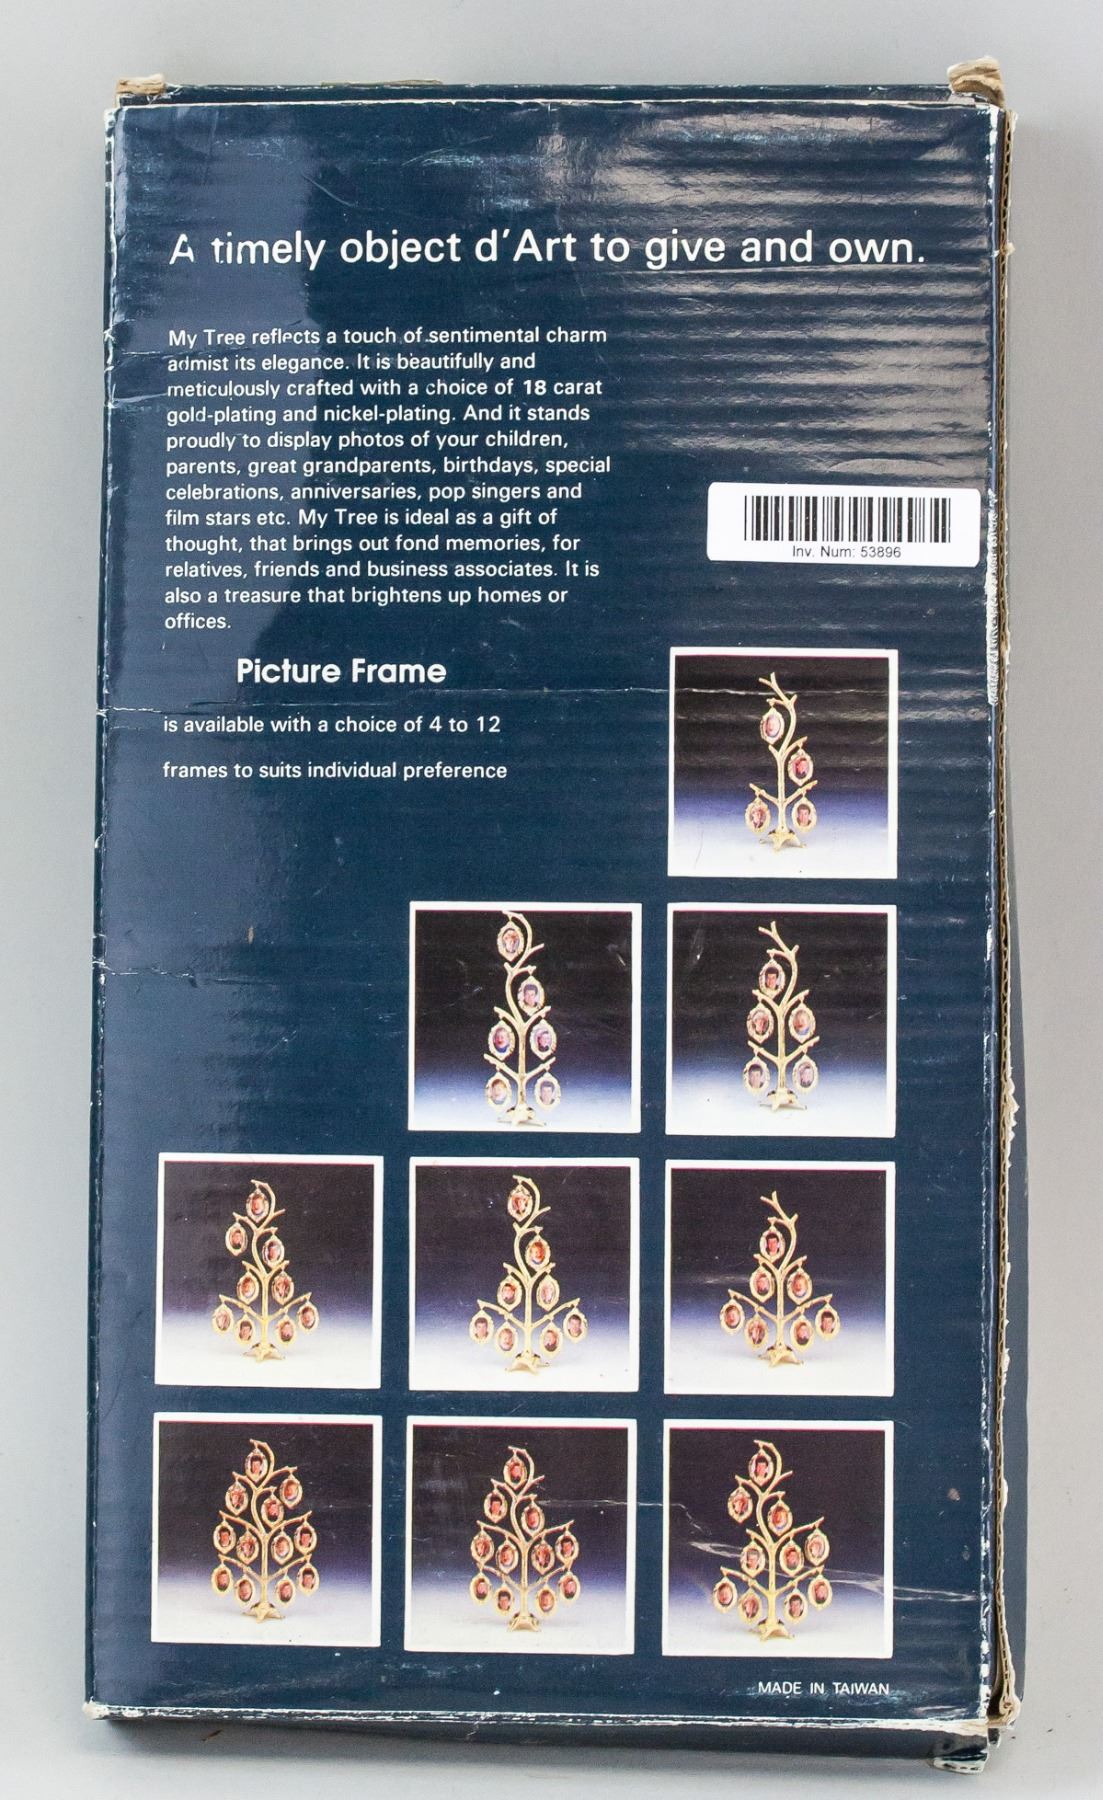 A timely object d'Art to give and own.
My Tree reflects a touch of sentimental charm
admist its elegance. It is beautifully and
meticulously crafted with a choice of 18 carat
gold-plating and nickel-plating. And it stands
proudly to display photos of your children,
parents, great grandparents, birthdays, special
celebrations, anniversaries, pop singers and
film stars etc. My Tree is ideal as a gift of
thought, that brings out fond memories, for
relatives, friends and business associates. It is
also a treasure that brightens up homes or
offices.
Inv. Num: 53896
Picture Frame
is available with a choice of 4 to 12
frames to suits individual preference
MADE IN TAIWAN